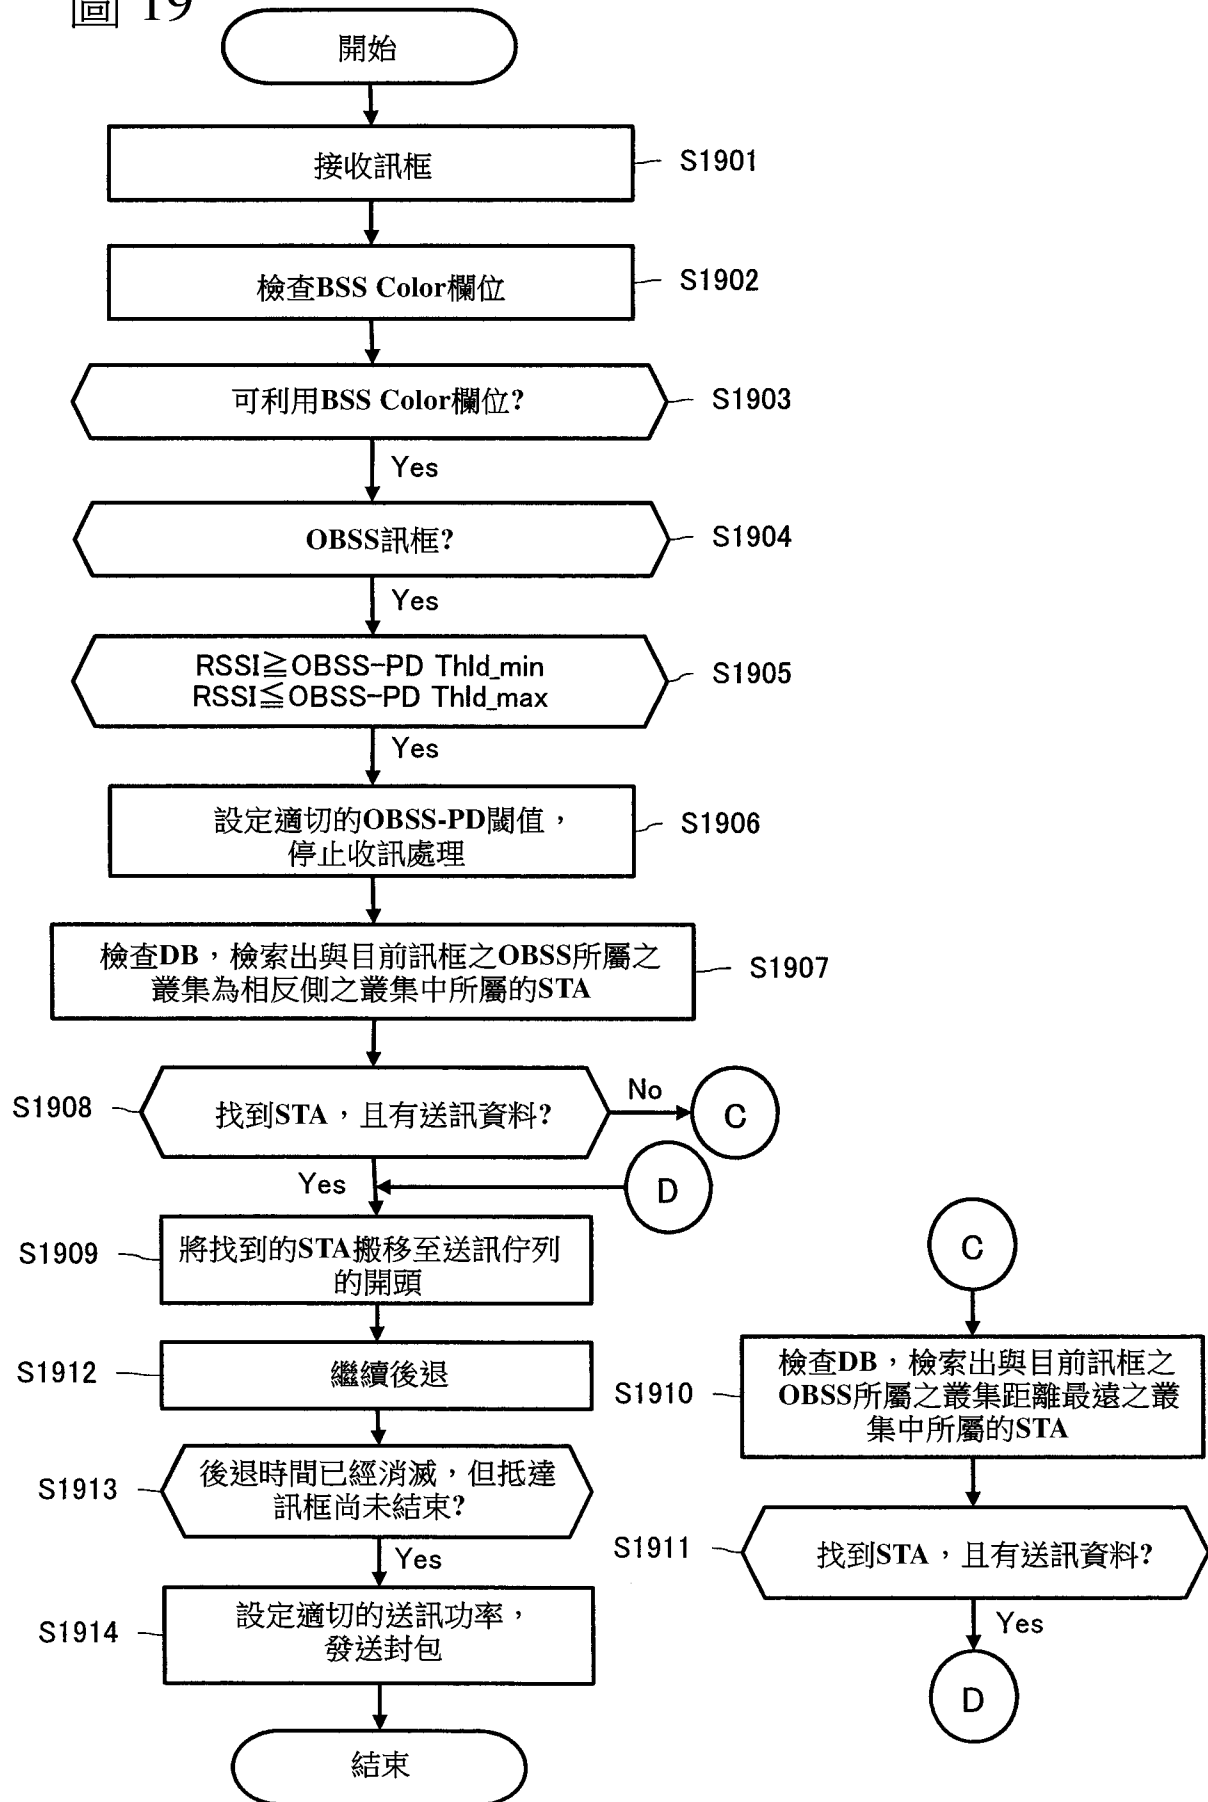 圖 19
開始
接收訊框
S1901
檢查BSS Color欄位
S1902
可利用BSS Color欄位?
S1903
Yes
OBSS訊框?
S1904
Yes
RSSI≧OBSS-PD Thld_min
RSSI≦OBSS-PD Thld_max
S1905
Yes
設定適切的OBSS-PD閾值，
停止收訊處理
S1906
檢查DB，檢索出與目前訊框之OBSS所屬之
叢集為相反側之叢集中所屬的STA
S1907
S1908
找到STA，且有送訊資料?
No
C
Yes
D
S1909
將找到的STA搬移至送訊佇列
的開頭
S1912
繼續後退
S1913
後退時間已經消滅，但抵達
訊框尚未結束?
Yes
S1914
設定適切的送訊功率，
發送封包
結束
C
S1910
檢查DB，檢索出與目前訊框之
OBSS所屬之叢集距離最遠之叢
集中所屬的STA
S1911
找到STA，且有送訊資料?
Yes
D